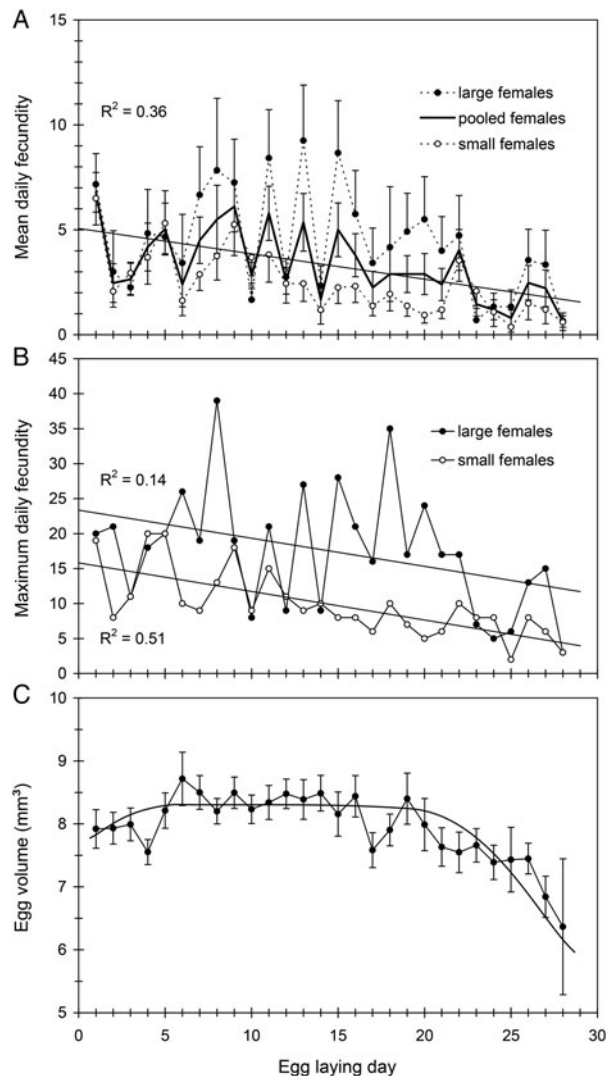 A
15
10
5
0
Mean daily fecundity
R² = 0.36
large females
pooled females
small females
B
45
40
35
30
25
20
15
10
5
0
Maximum daily fecundity
R² = 0.14
R² = 0.51
large females
small females
C
10
9
8
7
6
5
Egg volume (mm³)
0 5 10 15 20 25 30
Egg laying day